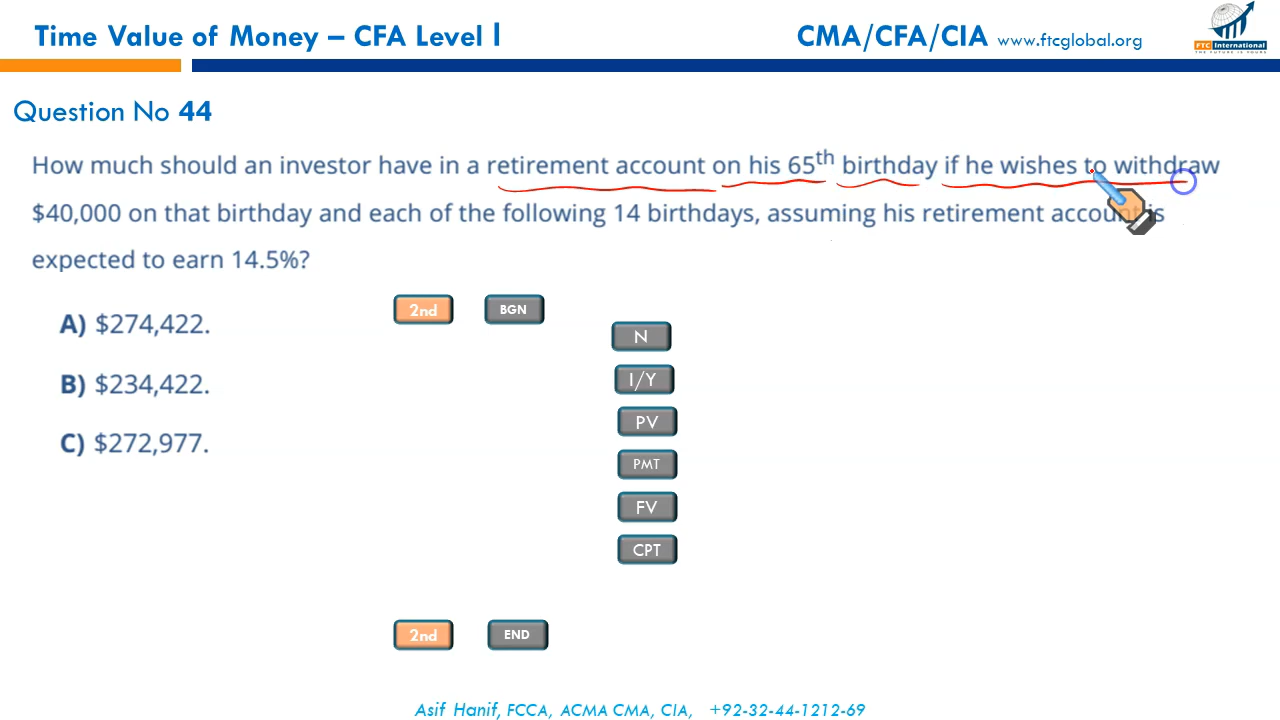 Time Value of Money – CFA Level I
CMA/CFA/CIA www.ftcglobal.org
FTC International
THE FUTURE IS YOURS
Question No 44
How much should an investor have in a retirement account on his 65th birthday if he wishes to withdraw
$40,000 on that birthday and each of the following 14 birthdays, assuming his retirement account is
expected to earn 14.5%?
A) $274,422.
B) $234,422.
C) $272,977.
2nd BGN
N
I/Y
PV
PMT
FV
CPT
2nd END
Asif Hanif, FCCA, ACMA CMA, CIA, +92-32-44-1212-69